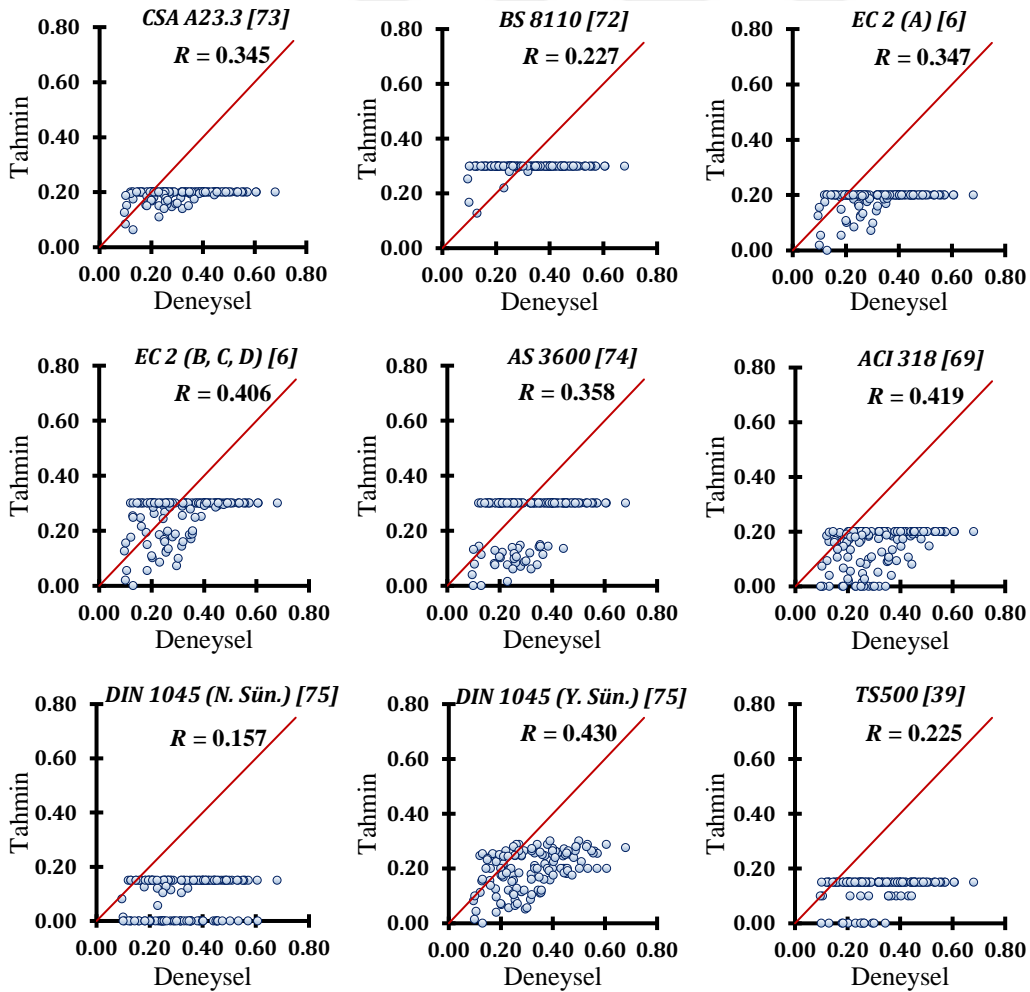 CSA A23.3 [73]
R = 0.345
Tahmin
0.80
0.60
0.40
0.20
0.00
0.00 0.20 0.40 0.60 0.80
Deneysel
BS 8110 [72]
R = 0.227
Tahmin
0.80
0.60
0.40
0.20
0.00
0.00 0.20 0.40 0.60 0.80
Deneysel
EC 2 (A) [6]
R = 0.347
Tahmin
0.80
0.60
0.40
0.20
0.00
0.00 0.20 0.40 0.60 0.80
Deneysel
EC 2 (B, C, D) [6]
R = 0.406
Tahmin
0.80
0.60
0.40
0.20
0.00
0.00 0.20 0.40 0.60 0.80
Deneysel
AS 3600 [74]
R = 0.358
Tahmin
0.80
0.60
0.40
0.20
0.00
0.00 0.20 0.40 0.60 0.80
Deneysel
ACI 318 [69]
R = 0.419
Tahmin
0.80
0.60
0.40
0.20
0.00
0.00 0.20 0.40 0.60 0.80
Deneysel
DIN 1045 (N. Sün.) [75]
R = 0.157
Tahmin
0.80
0.60
0.40
0.20
0.00
0.00 0.20 0.40 0.60 0.80
Deneysel
DIN 1045 (Y. Sün.) [75]
R = 0.430
Tahmin
0.80
0.60
0.40
0.20
0.00
0.00 0.20 0.40 0.60 0.80
Deneysel
TS500 [39]
R = 0.225
Tahmin
0.80
0.60
0.40
0.20
0.00
0.00 0.20 0.40 0.60 0.80
Deneysel